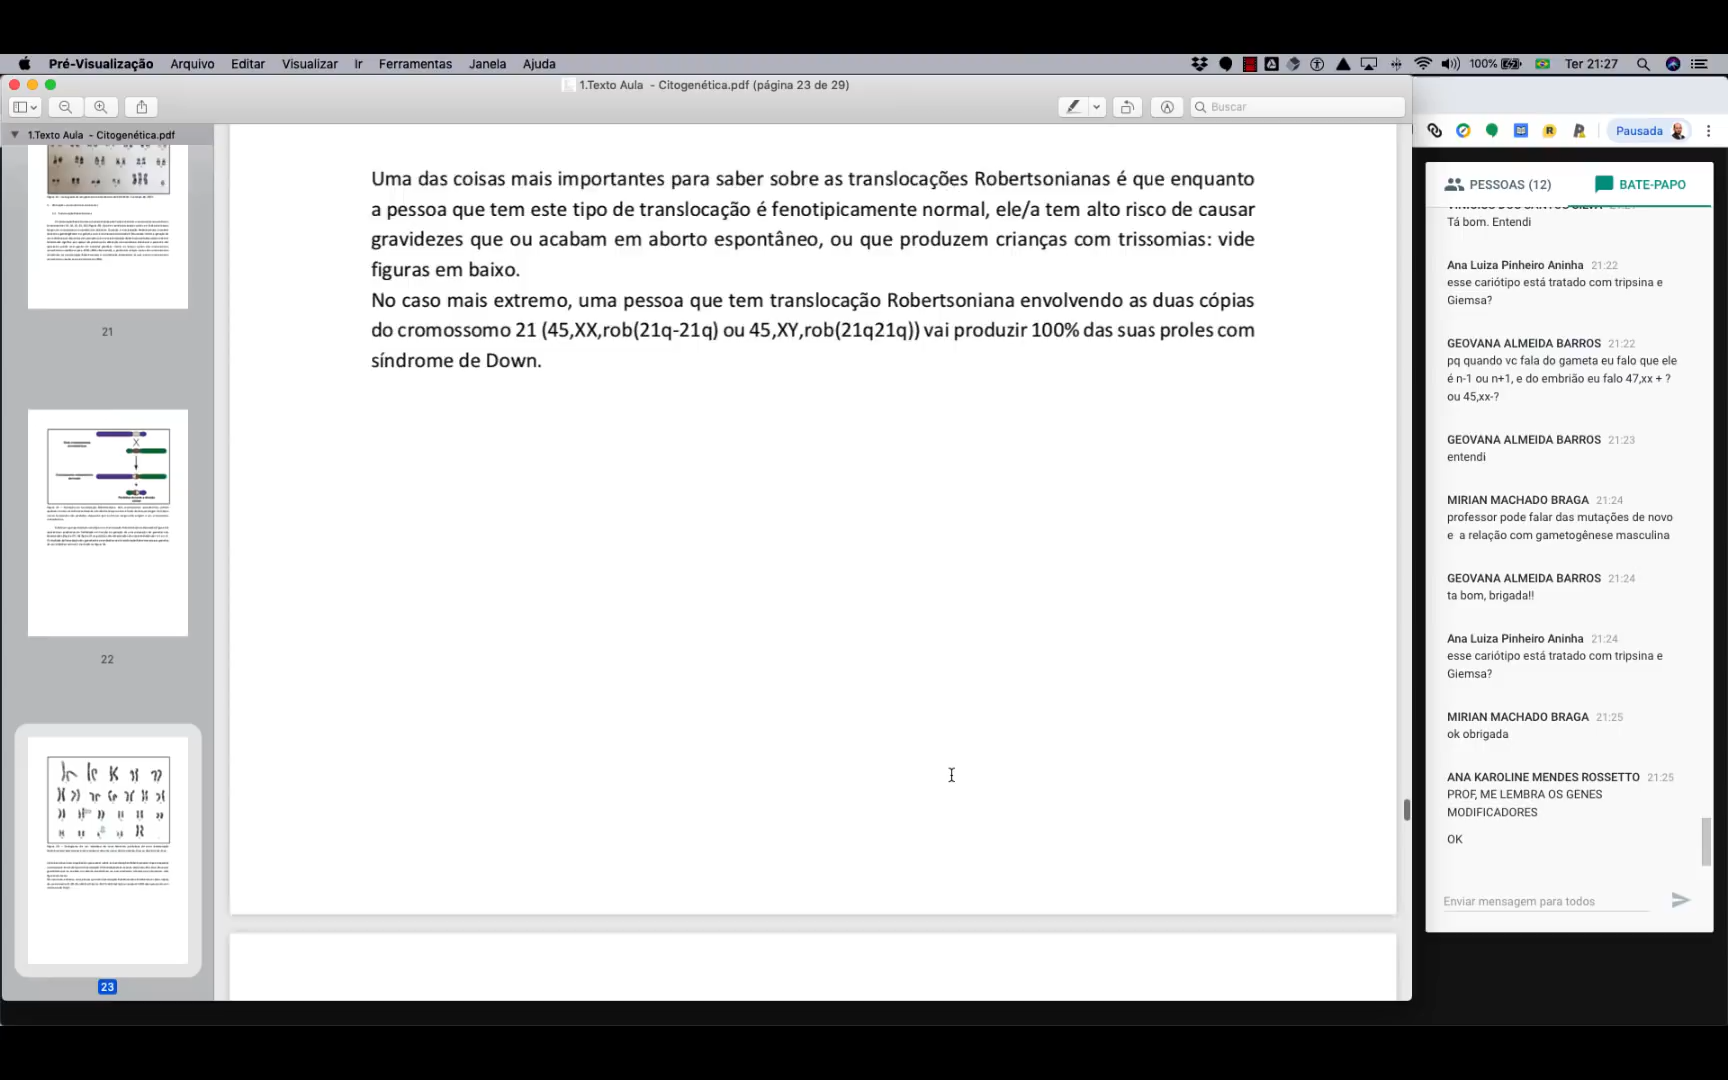 Pré-Visualização Arquivo Editar Visualizar Ir Ferramentas Janela Ajuda
100% Ter 21:27
1.Texto Aula - Citogenética.pdf (página 23 de 29)
Buscar
1.Texto Aula - Citogenética.pdf
21
22
23
Uma das coisas mais importantes para saber sobre as translocações Robertsonianas é que enquanto
a pessoa que tem este tipo de translocação é fenotipicamente normal, ele/a tem alto risco de causar
gravidezes que ou acabam em aborto espontâneo, ou que produzem crianças com trissomias: vide
figuras em baixo.
No caso mais extremo, uma pessoa que tem translocação Robertsoniana envolvendo as duas cópias
do cromossomo 21 (45,XX,rob(21q-21q) ou 45,XY,rob(21q21q)) vai produzir 100% das suas proles com
síndrome de Down.
Pausada
PESSOAS (12) BATE-PAPO
Tá bom. Entendi
Ana Luiza Pinheiro Aninha 21:22
esse cariótipo está tratado com tripsina e
Giemsa?
GEOVANA ALMEIDA BARROS 21:22
pq quando vc fala do gameta eu falo que ele
é n-1 ou n+1, e do embrião eu falo 47,xx + ?
ou 45,xx-?
GEOVANA ALMEIDA BARROS 21:23
entendi
MIRIAN MACHADO BRAGA 21:24
professor pode falar das mutações de novo
e a relação com gametogênese masculina
GEOVANA ALMEIDA BARROS 21:24
ta bom, brigada!!
Ana Luiza Pinheiro Aninha 21:24
esse cariótipo está tratado com tripsina e
Giemsa?
MIRIAN MACHADO BRAGA 21:25
ok obrigada
ANA KAROLINE MENDES ROSSETTO 21:25
PROF, ME LEMBRA OS GENES
MODIFICADORES
OK
Enviar mensagem para todos